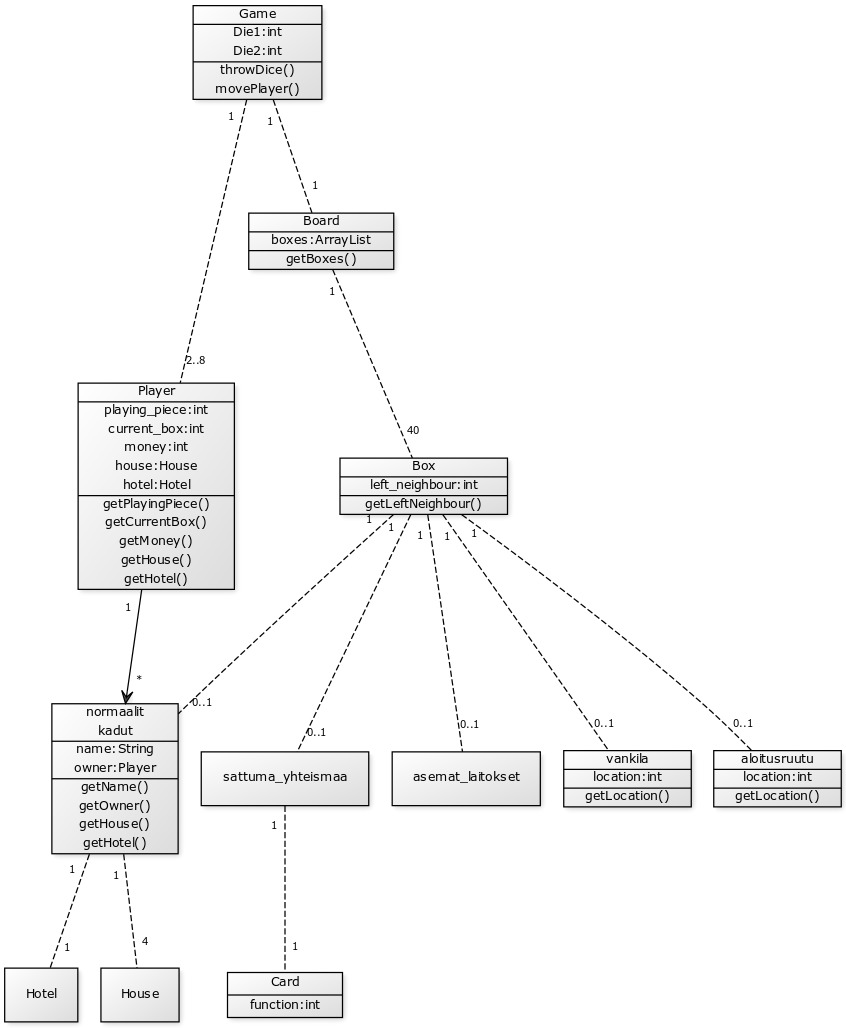 Game
Die1:int
Die2:int
throwDice()
movePlayer()
1
1
1
Board
boxes:ArrayList
getBoxes()
1
2..8
Player
playing_piece:int
current_box:int
money:int
house:House
hotel:Hotel
getPlayingPiece()
getCurrentBox()
getMoney()
getHouse()
getHotel()
40
Box
left_neighbour:int
getLeftNeighbour()
1
1
1
1
1
1
*
0..1
0..1
0..1
0..1
0..1
normaalit
kadut
name:String
owner:Player
getName()
getOwner()
getHouse()
getHotel()
sattuma_yhteismaa
asemat_laitokset
vankila
location:int
getLocation()
aloitusruutu
location:int
getLocation()
1
1
1
1
4
1
Hotel
House
Card
function:int